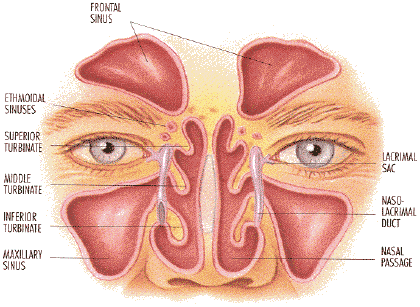 FRONTAL
SINUS
ETHMOIDAL
SINUSES
SUPERIOR
TURBINATE
MIDDLE
TURBINATE
INFERIOR
TURBINATE
MAXILLARY
SINUS
LACRIMAL
SAC
NASO-
LACRIMAL
DUCT
NASAL
PASSAGE